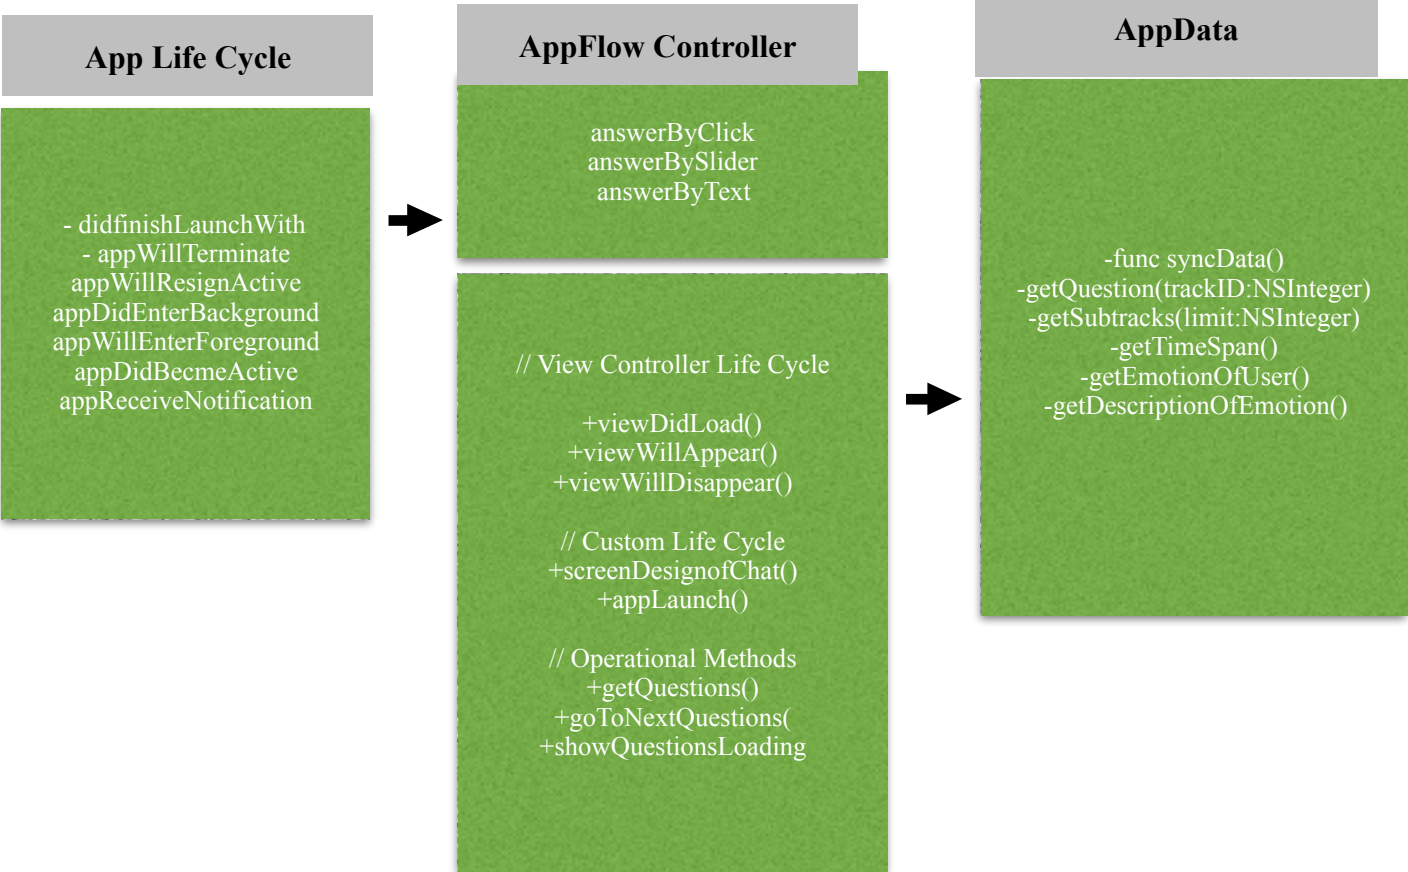 App Life Cycle
- didfinishLaunchWith
- appWillTerminate
appWillResignActive
appDidEnterBackground
appWillEnterForeground
appDidBecmeActive
appReceiveNotification
AppFlow Controller
answerByClick
answerBySlider
answerByText
// View Controller Life Cycle
+viewDidLoad()
+viewWillAppear()
+viewWillDisappear()
// Custom Life Cycle
+screenDesignofChat()
+appLaunch()
// Operational Methods
+getQuestions()
+goToNextQuestions(
+showQuestionsLoading
AppData
-func syncData()
-getQuestion(trackID:NSInteger)
-getSubtracks(limit:NSInteger)
-getTimeSpan()
-getEmotionOfUser()
-getDescriptionOfEmotion()